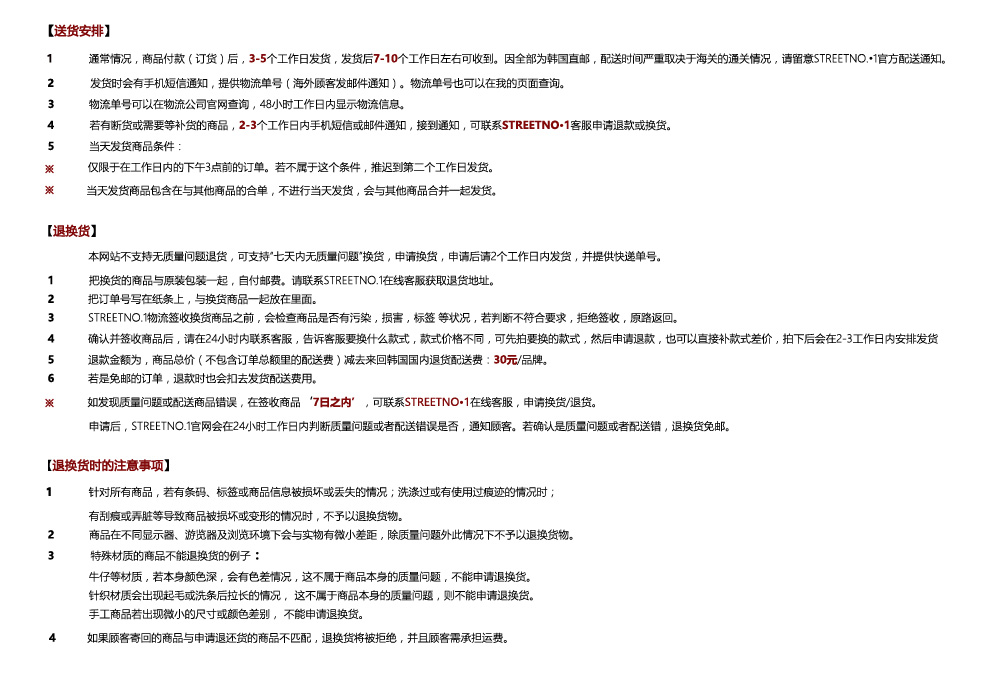 【送货安排】
1 通常情况，商品付款（订货）后，3-5个工作日发货，发货后7-10个工作日左右可收到。因全部为韩国直邮，配送时间严重取决于海关的通关情况，请留意STREETNO.•1官方配送通知。
2 发货时会有手机短信通知，提供物流单号（海外顾客发邮件通知）。物流单号也可以在我的页面查询。
3 物流单号可以在物流公司官网查询，48小时工作日内显示物流信息。
4 若有断货或需要等补货的商品，2-3个工作日内手机短信或邮件通知，接到通知，可联系STREETNO•1客服申请退款或换货。
5 当天发货商品条件：
※ 仅限于在工作日内的下午3点前的订单。若不属于这个条件，推迟到第二个工作日发货。
※ 当天发货商品包含在与其他商品的合单，不进行当天发货，会与其他商品合并一起发货。
【退换货】
本网站不支持无质量问题退货，可支持“七天内无质量问题”换货，申请换货，申请后请2个工作日内发货，并提供快递单号。
1 把换货的商品与原装包装一起，自付邮费。请联系STREETNO.1在线客服获取退货地址。
2 把订单号写在纸条上，与换货商品一起放在里面。
3 STREETNO.1物流签收换货商品之前，会检查商品是否有污染，损害，标签 等状况，若判断不符合要求，拒绝签收，原路返回。
4 确认并签收商品后，请在24小时内联系客服，告诉客服要换什么款式，款式价格不同，可先拍要换的款式，然后申请退款，也可以直接补款式差价，拍下后会在2-3工作日内安排发货
5 退款金额为，商品总价（不包含订单总额里的配送费）减去来回韩国国内退货配送费：30元/品牌。
6 若是免邮的订单，退款时也会扣去发货配送费用。
※ 如发现质量问题或配送商品错误，在签收商品 ‘7日之内’ ，可联系STREETNO•1在线客服，申请换货/退货。
申请后，STREETNO.1官网会在24小时工作日内判断质量问题或者配送错误是否，通知顾客。若确认是质量问题或者配送错，退换货免邮。
【退换货时的注意事项】
1 针对所有商品，若有条码、标签或商品信息被损坏或丢失的情况；洗涤过或有使用过痕迹的情况时；
有刮痕或弄脏等导致商品被损坏或变形的情况时，不予以退换货物。
2 商品在不同显示器、游览器及浏览环境下会与实物有微小差距，除质量问题外此情况下不予以退换货物。
3 特殊材质的商品不能退换货的例子：
牛仔等材质，若本身颜色深，会有色差情况，这不属于商品本身的质量问题，不能申请退换货。
针织材质会出现起毛或洗条后拉长的情况， 这不属于商品本身的质量问题，则不能申请退换货。
手工商品若出现微小的尺寸或颜色差别， 不能申请退换货。
4 如果顾客寄回的商品与申请退还货的商品不匹配，退换货将被拒绝，并且顾客需承担运费。